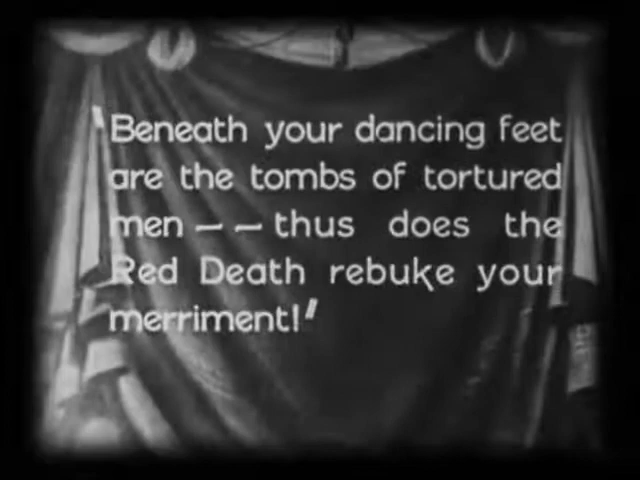 "Beneath your dancing feet
are the tombs of tortured
men — — thus does the
Red Death rebuke your
merriment!"